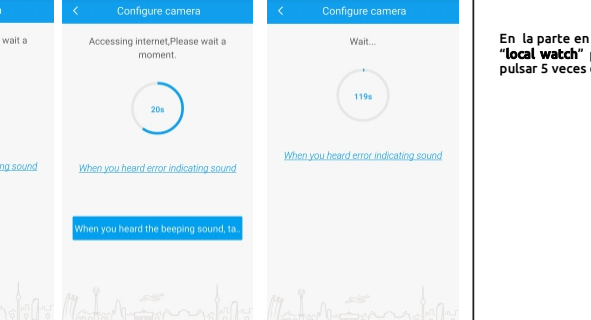 wait a
ng sound
Configure camera
Accessing internet,Please wait a
moment.
20s
When you heard error indicating sound
When you heard the beeping sound, ta..
Configure camera
Wait...
119s
When you heard error indicating sound
En la parte en
“local watch”
pulsar 5 veces